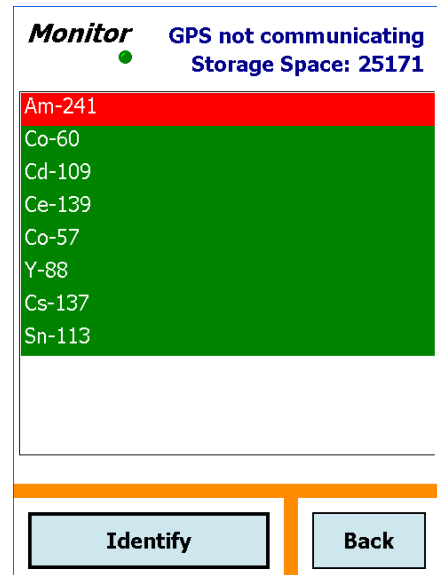 Monitor
GPS not communicating
Storage Space: 25171
Am-241
Co-60
Cd-109
Ce-139
Co-57
Y-88
Cs-137
Sn-113
Identify
Back